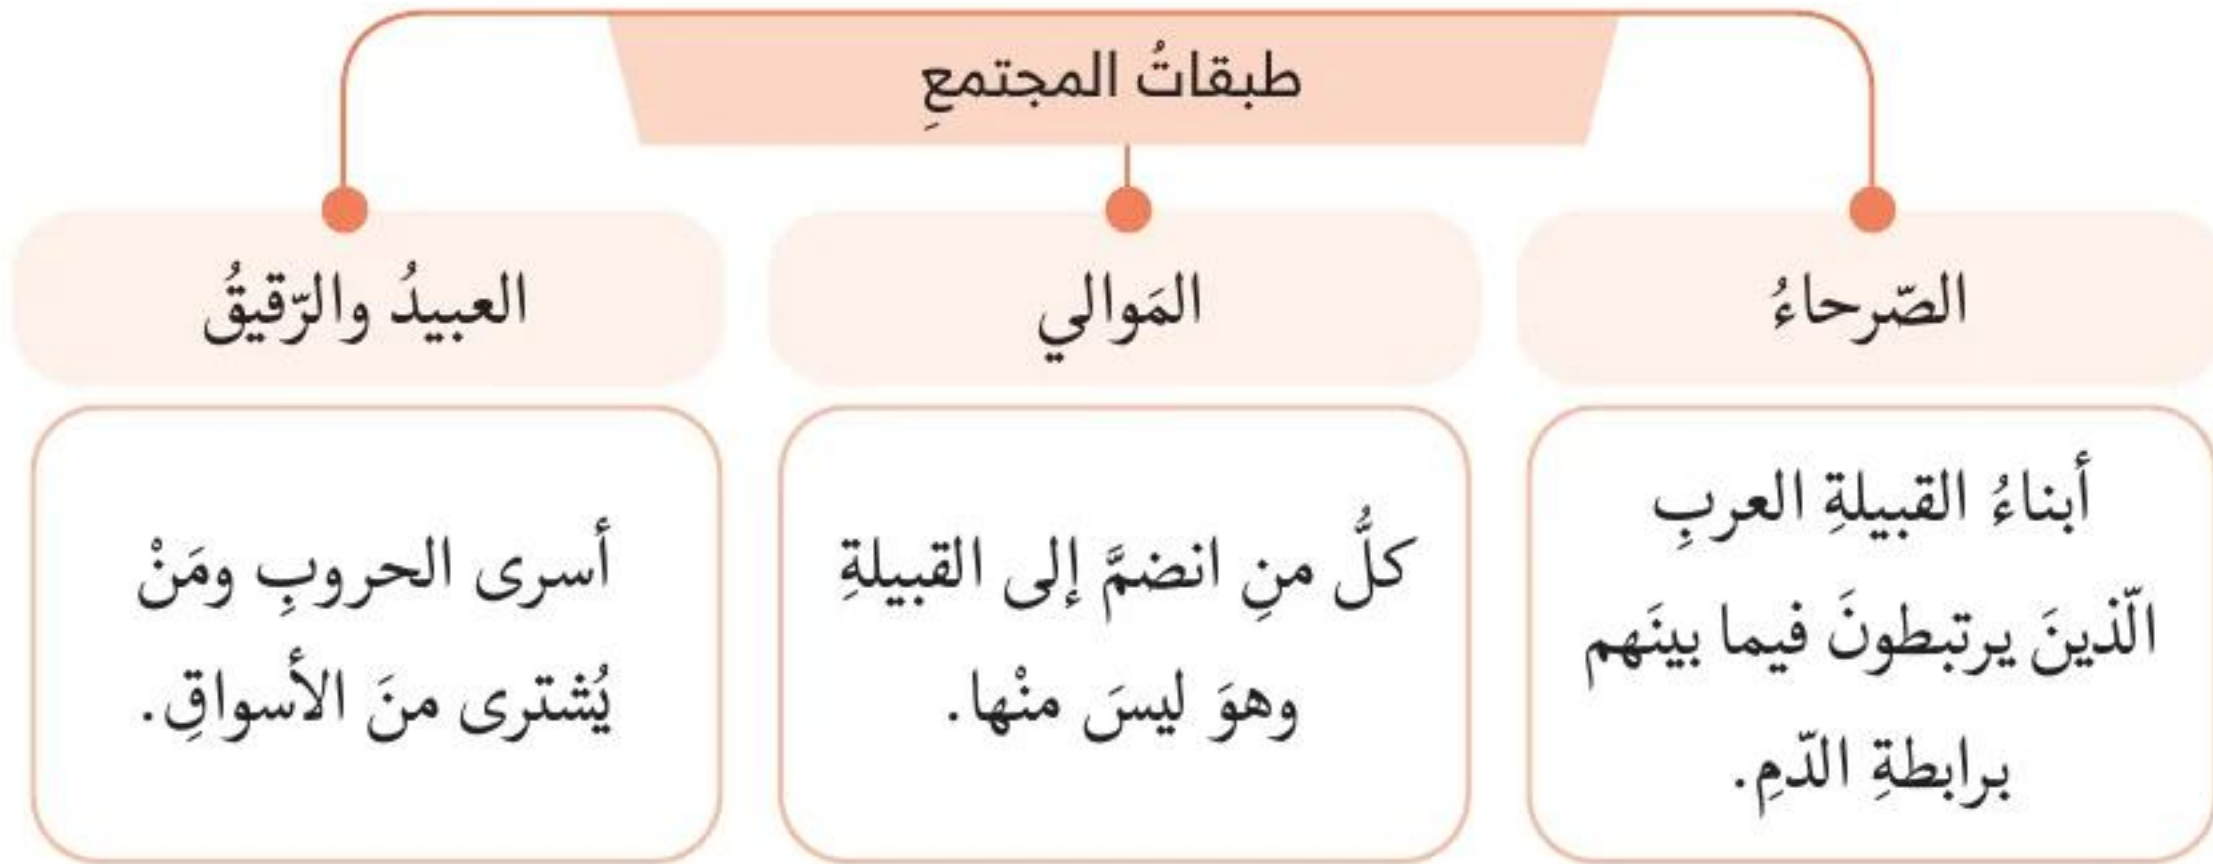 طبقاتُ المجتمعِ
الصّرحاءُ
أبناءُ القبيلةِ العربِ
الّذينَ يرتبطونَ فيما بينَهم
برابطةِ الدّمِ.
المَوالي
كلُّ منِ انضمَّ إلى القبيلةِ
وهوَ ليسَ منْها.
العبيدُ والرّقيقُ
أسرى الحروبِ ومَنْ
يُشترى منَ الأسواقِ.